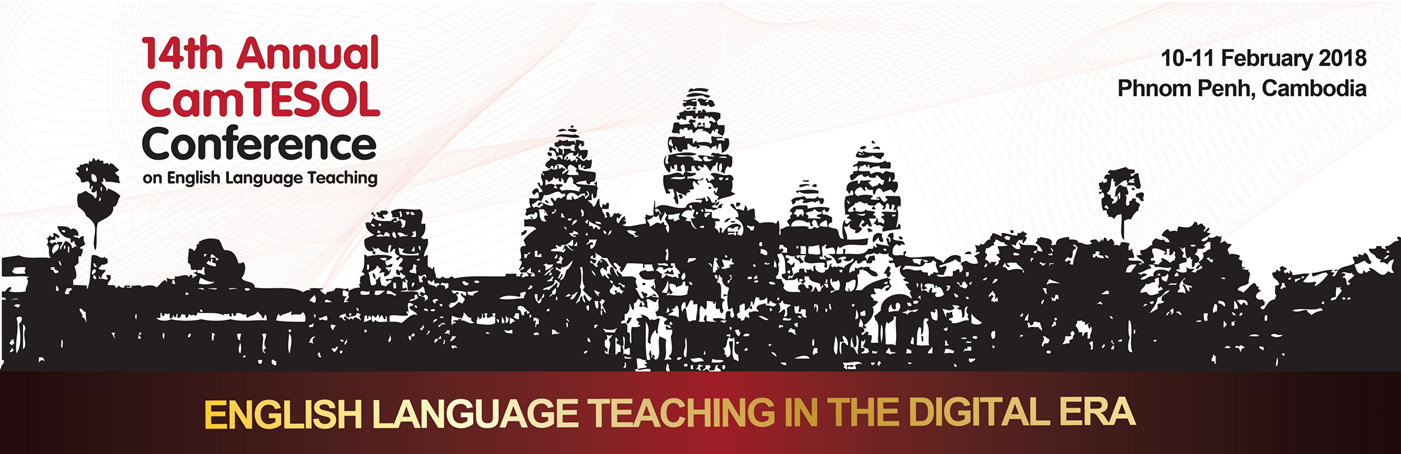 14th Annual
CamTESOL
Conference
on English Language Teaching
10-11 February 2018
Phnom Penh, Cambodia
ENGLISH LANGUAGE TEACHING IN THE DIGITAL ERA